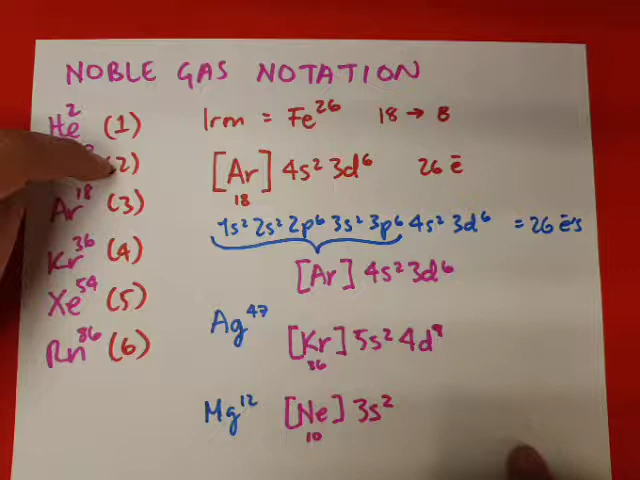 NOBLE GAS NOTATION
He² (1)
(2)
Ar¹⁸ (3)
Kr³⁶ (4)
Xe⁵⁴ (5)
Rn⁸⁶ (6)
Iron = Fe²⁶ 18 → 8
[Ar] 4s² 3d⁶ 26 ē
18
1s² 2s² 2p⁶ 3s² 3p⁶ 4s² 3d⁶ = 26 ē's
[Ar] 4s² 3d⁶
Ag⁴⁷
[Kr] 5s² 4d⁹
36
Mg¹² [Ne] 3s²
10